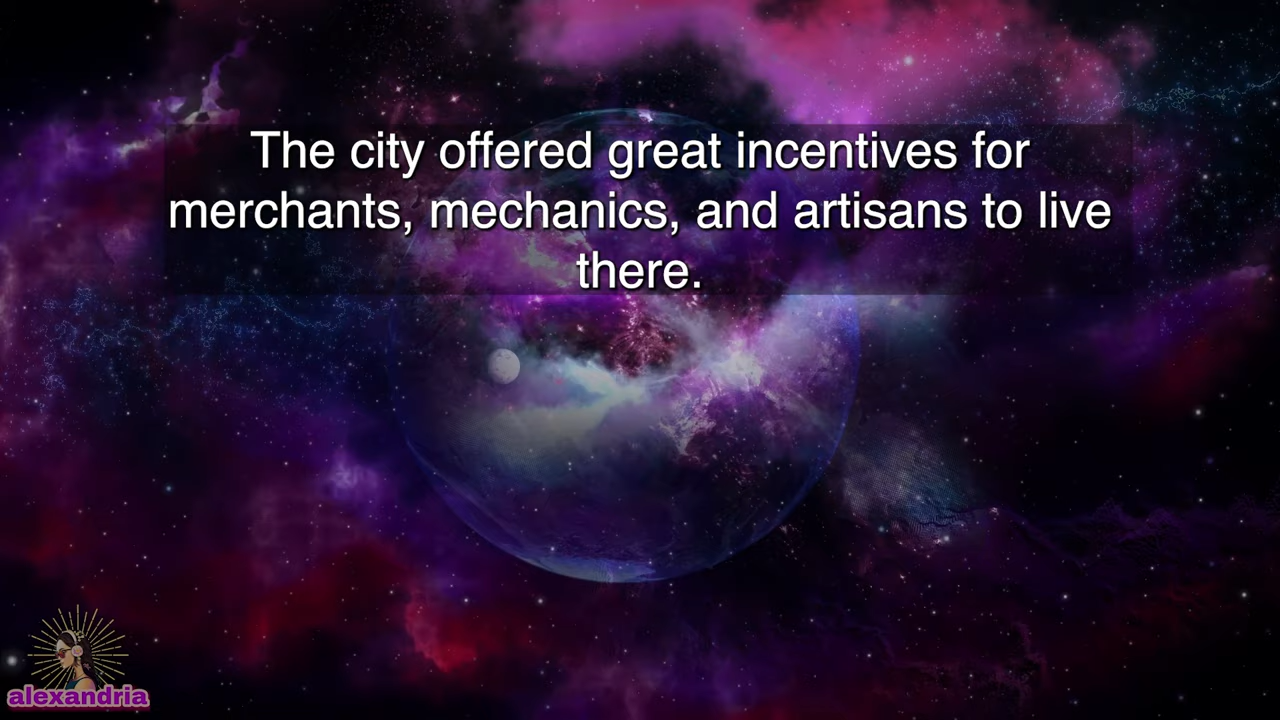 The city offered great incentives for
merchants, mechanics, and artisans to live
there.
alexandria